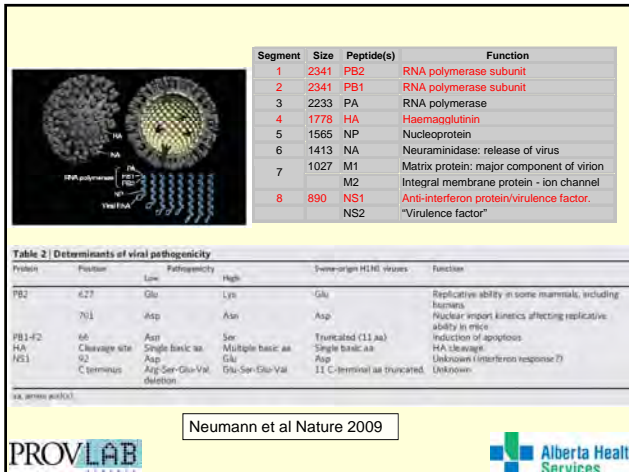 Segment Size Peptide(s) Function
1 2341 PB2 RNA polymerase subunit
2 2341 PB1 RNA polymerase subunit
3 2233 PA RNA polymerase
4 1778 HA Haemagglutinin
5 1565 NP Nucleoprotein
6 1413 NA Neuraminidase: release of virus
7 1027 M1 Matrix protein: major component of virion
M2 Integral membrane protein - ion channel
8 890 NS1 Anti-interferon protein/virulence factor.
NS2 "Virulence factor"
HA
NA
PA
RNA polymerase PB1
PB2
NP
Viral RNA
Table 2 | Determinants of viral pathogenicity
Protein Position Pathogenicity Swine-origin H1N1 viruses Function
Low High
PB2 627 Glu Lys Glu Replicative ability in some mammals, including
humans
701 Asp Asn Asp Nuclear import kinetics affecting replicative
ability in mice
PB1-F2 66 Asn Ser Truncated (11 aa) Induction of apoptosis
HA Cleavage site Single basic aa Multiple basic aa Single basic aa HA cleavage
NS1 92 Asp Glu Asp Unknown (interferon response?)
C terminus Arg-Ser-Glu-Val, Glu-Ser-Glu-Val 11 C-terminal aa truncated Unknown
deletion
aa, amino acid(s).
Neumann et al Nature 2009
PROVLAB
ALBERTA
Alberta Health
Services